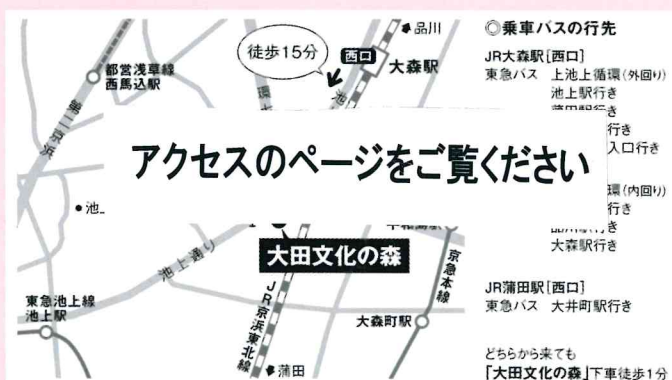 品川
徒歩15分
西口
大森駅
都営浅草線
西馬込駅
第二京浜
池
アクセスのページをご覧ください
池上通り
大田文化の森
JR京浜東北線
京急本線
東急池上線
池上駅
大森町駅
蒲田
◎乗車バスの行先
JR大森駅[西口]
東急バス 上池上循環(外回り)
池上駅行き
行き
入口行き
環(内回り)
行き
大森駅行き
JR蒲田駅[西口]
東急バス 大井町駅行き
どちらから来ても
「大田文化の森」下車徒歩1分